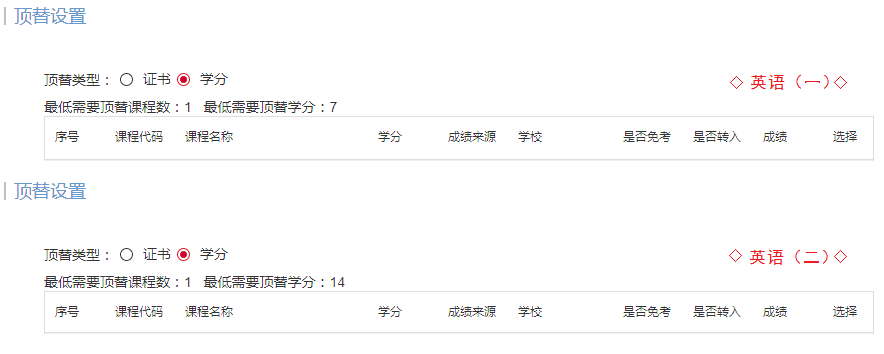 顶替设置
顶替类型： 证书 学分 ◇ 英语（一）◇
最低需要顶替课程数：1 最低需要顶替学分：7
序号 课程代码 课程名称 学分 成绩来源 学校 是否免考 是否转入 成绩 选择
顶替设置
顶替类型： 证书 学分 ◇ 英语（二）◇
最低需要顶替课程数：1 最低需要顶替学分：14
序号 课程代码 课程名称 学分 成绩来源 学校 是否免考 是否转入 成绩 选择